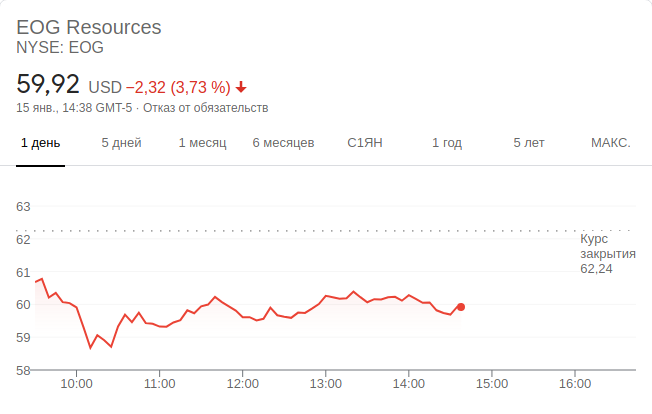 EOG Resources
NYSE: EOG
59,92 USD −2,32 (3,73 %)
15 янв., 14:38 GMT-5 · Отказ от обязательств
1 день 5 дней 1 месяц 6 месяцев С1ЯН 1 год 5 лет МАКС.
63
62
61
60
59
58
Курс
закрытия
62,24
10:00 11:00 12:00 13:00 14:00 15:00 16:00